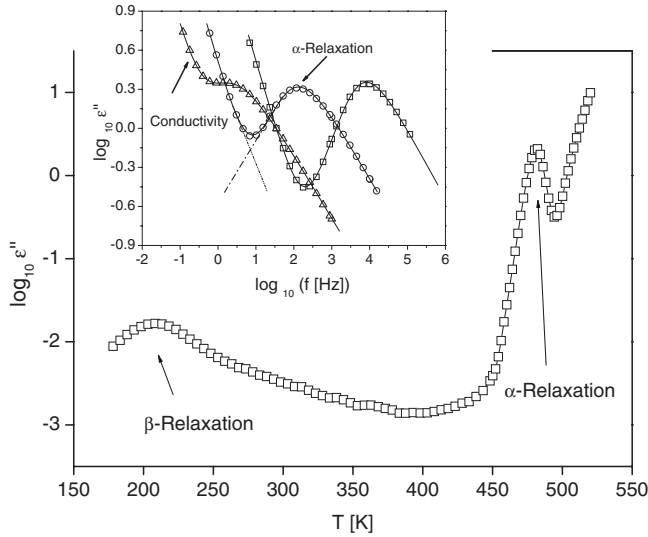 0.9
0.6
0.3
0.0
-0.3
-0.6
-0.9
log₁₀ ε"
α-Relaxation
Conductivity
-2 -1 0 1 2 3 4 5 6
log ₁₀ (f [Hz])
1
0
-1
-2
-3
log₁₀ ε"
β-Relaxation
α-Relaxation
150 200 250 300 350 400 450 500 550
T [K]